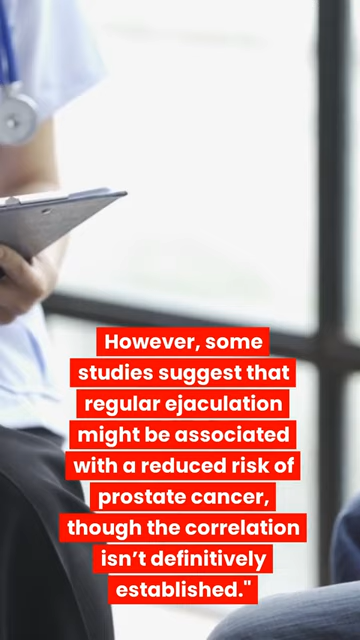 However, some
studies suggest that
regular ejaculation
might be associated
with a reduced risk of
prostate cancer,
though the correlation
isn’t definitively
established."